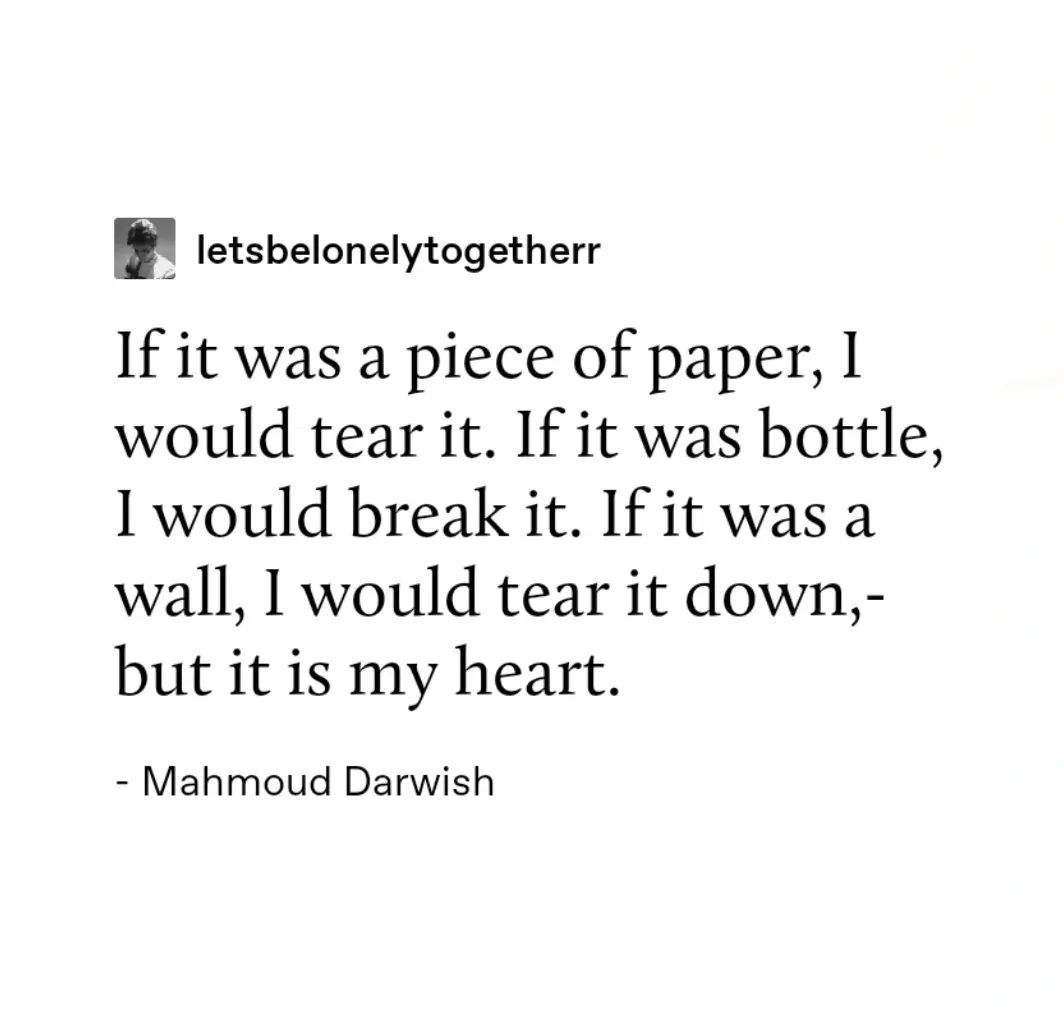 letsbelonelytogetherr
If it was a piece of paper, I
would tear it. If it was bottle,
I would break it. If it was a
wall, I would tear it down,-
but it is my heart.
- Mahmoud Darwish